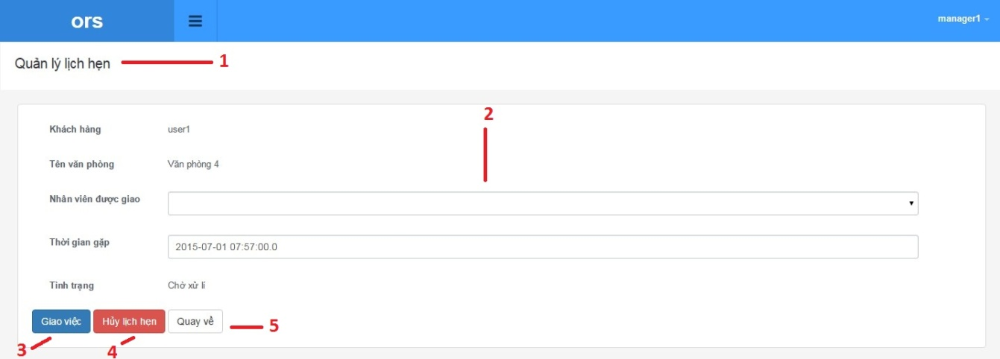 ors
manager1
Quản lý lịch hẹn 1
2
Khách hàng user1
Tên văn phòng Văn phòng 4
Nhân viên được giao
Thời gian gặp 2015-07-01 07:57:00.0
Tình trạng Chờ xử lí
Giao việc Hủy lịch hẹn Quay về 5
3 4